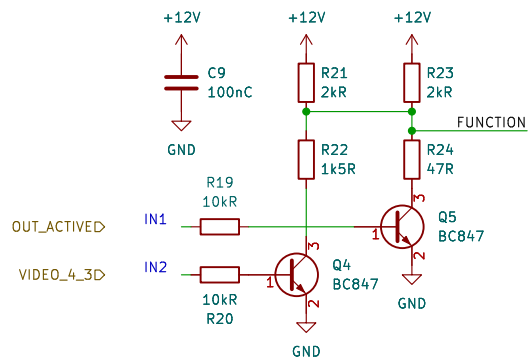 +12V +12V +12V
C9
100nC
GND
R21
2kR
R23
2kR
FUNCTION
R22
1k5R
R24
47R
R19
10kR
OUT_ACTIVE IN1
3
1
2
Q5
BC847
GND
VIDEO_4_3 IN2
10kR
R20
3
1
2
Q4
BC847
GND